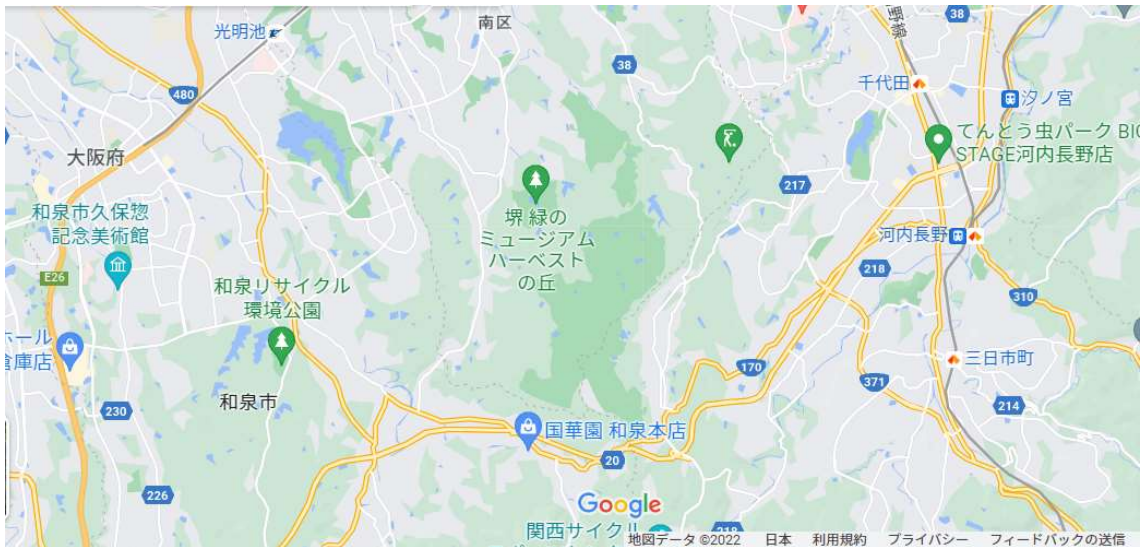 光明池
南区
38
38
野線
480
千代田
汐ノ宮
大阪府
てんとう虫パーク BIG
STAGE河内長野店
217
和泉市久保惣
記念美術館
堺 緑の
ミュージアム
ハーベスト
の丘
河内長野
E26
218
和泉リサイクル
環境公園
310
ホール
倉庫店
170
三日市町
371
和泉市
230
214
国華園 和泉本店
20
226
Google
関西サイクル
218
地図データ ©2022 日本 利用規約 プライバシー フィードバックの送信